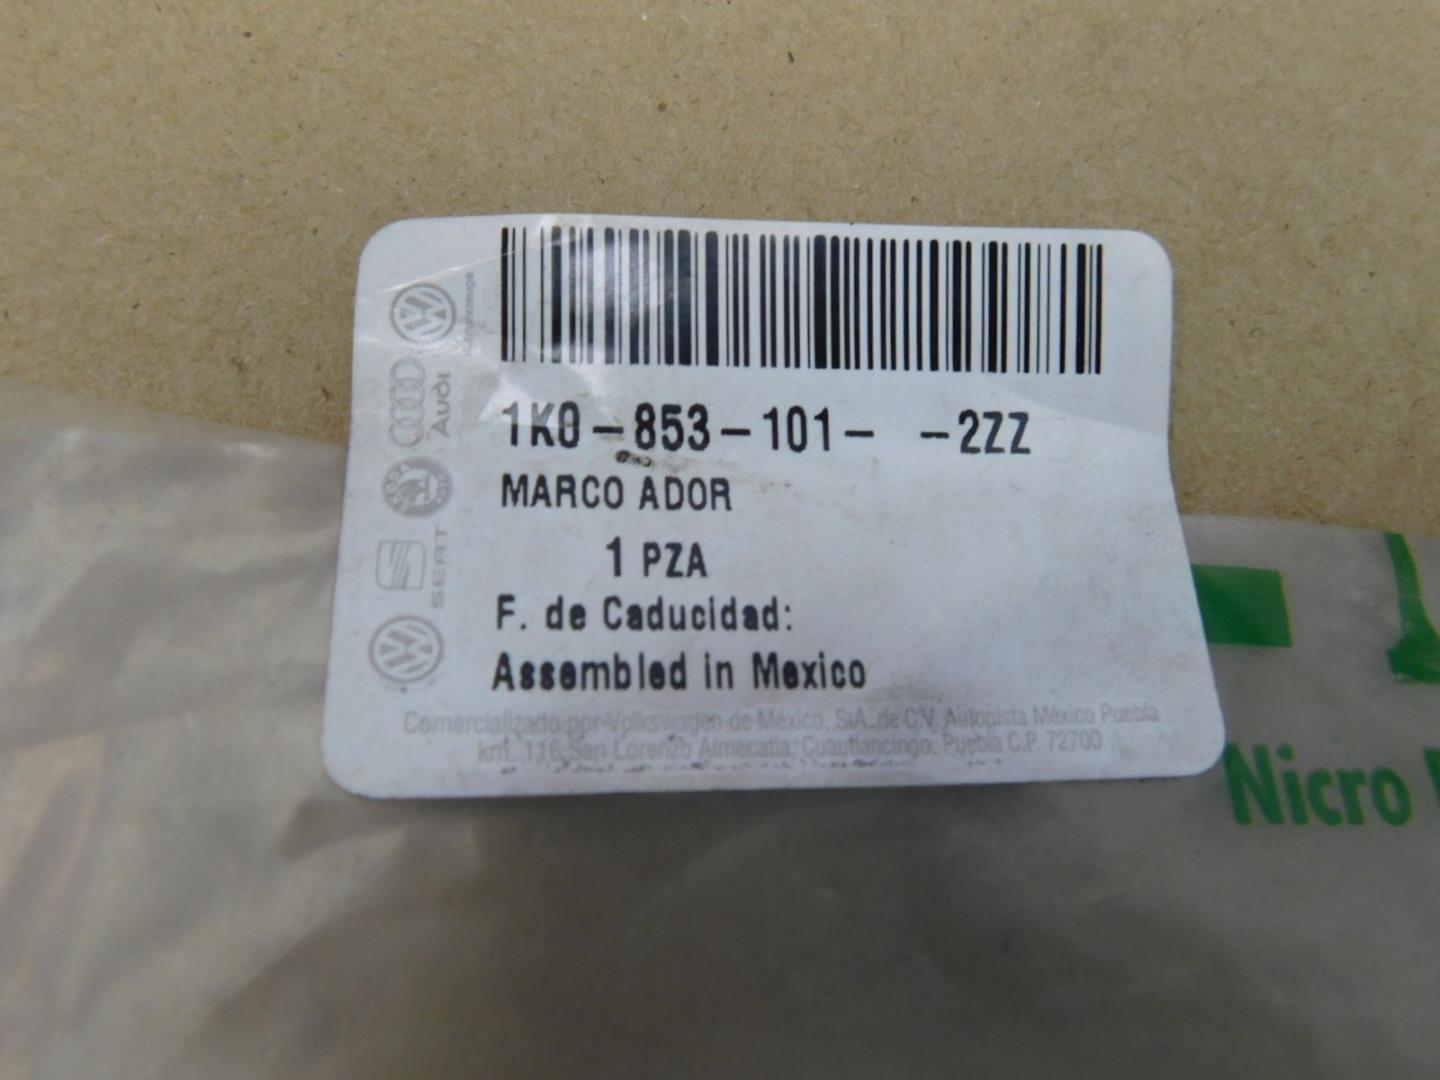 1K0-853-101- -2ZZ
MARCO ADOR
1 PZA
F. de Caducidad:
Assembled in Mexico
Comercializado por Volkswagen de México, S.A. de C.V. Autopista México Puebla
km. 116 San Lorenzo Almecatla, Cuautlancingo, Puebla C.P. 72700
Nutzfahrzeuge
Audi
SEAT
Nicro